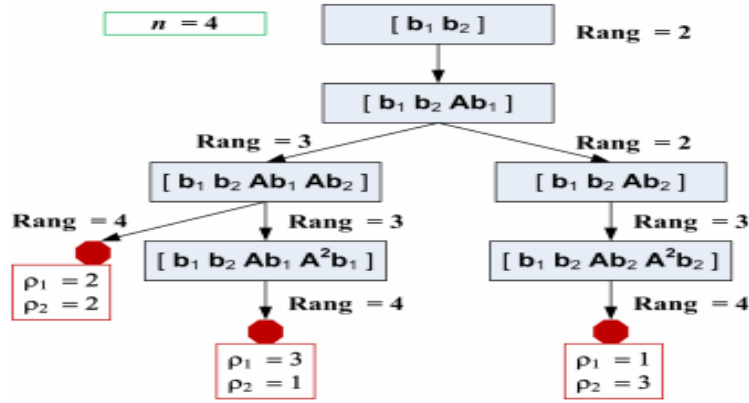 n = 4
[ b₁ b₂ ]
Rang = 2
[ b₁ b₂ Ab₁ ]
Rang = 3
Rang = 2
[ b₁ b₂ Ab₁ Ab₂ ]
[ b₁ b₂ Ab₂ ]
Rang = 4
Rang = 3
Rang = 3
[ b₁ b₂ Ab₁ A²b₁ ]
[ b₁ b₂ Ab₂ A²b₂ ]
ρ₁ = 2
ρ₂ = 2
Rang = 4
Rang = 4
ρ₁ = 3
ρ₂ = 1
ρ₁ = 1
ρ₂ = 3